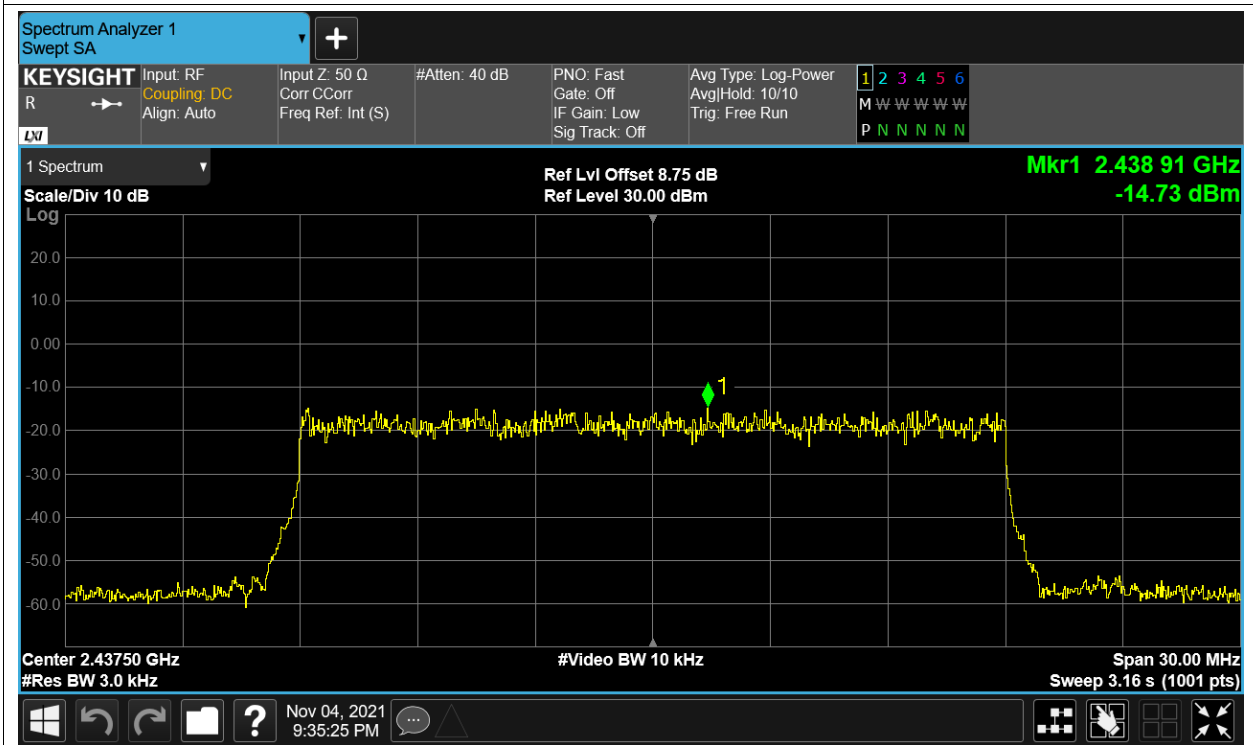 Spectrum Analyzer 1
Swept SA
+
KEYSIGHT Input: RF Input Z: 50 Ω #Atten: 40 dB PNO: Fast Avg Type: Log-Power 1 2 3 4 5 6
R Coupling: DC Corr CCorr Gate: Off Avg|Hold: 10/10 M W W W W W
Align: Auto Freq Ref: Int (S) IF Gain: Low Trig: Free Run
LXI Sig Track: Off P N N N N N
1 Spectrum Ref Lvl Offset 8.75 dB Mkr1 2.438 91 GHz
Scale/Div 10 dB Ref Level 30.00 dBm -14.73 dBm
Log
20.0
10.0
0.00
-10.0
1
-20.0
-30.0
-40.0
-50.0
-60.0
Center 2.43750 GHz #Video BW 10 kHz Span 30.00 MHz
#Res BW 3.0 kHz Sweep 3.16 s (1001 pts)
? Nov 04, 2021
9:35:25 PM